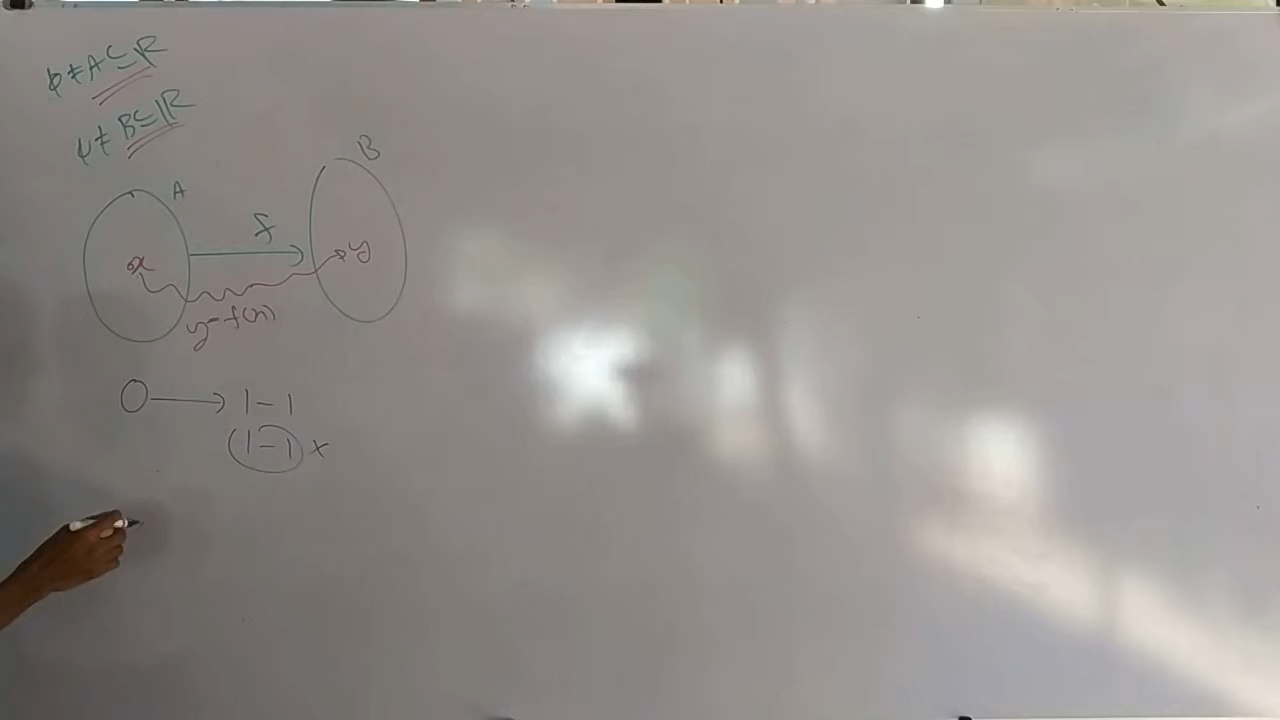 ϕ ≠ A ⊆ ℝ
ϕ ≠ B ⊆ ℝ
A
B
f
x
y
y = f(x)
0 → 1-1
(1-1) x